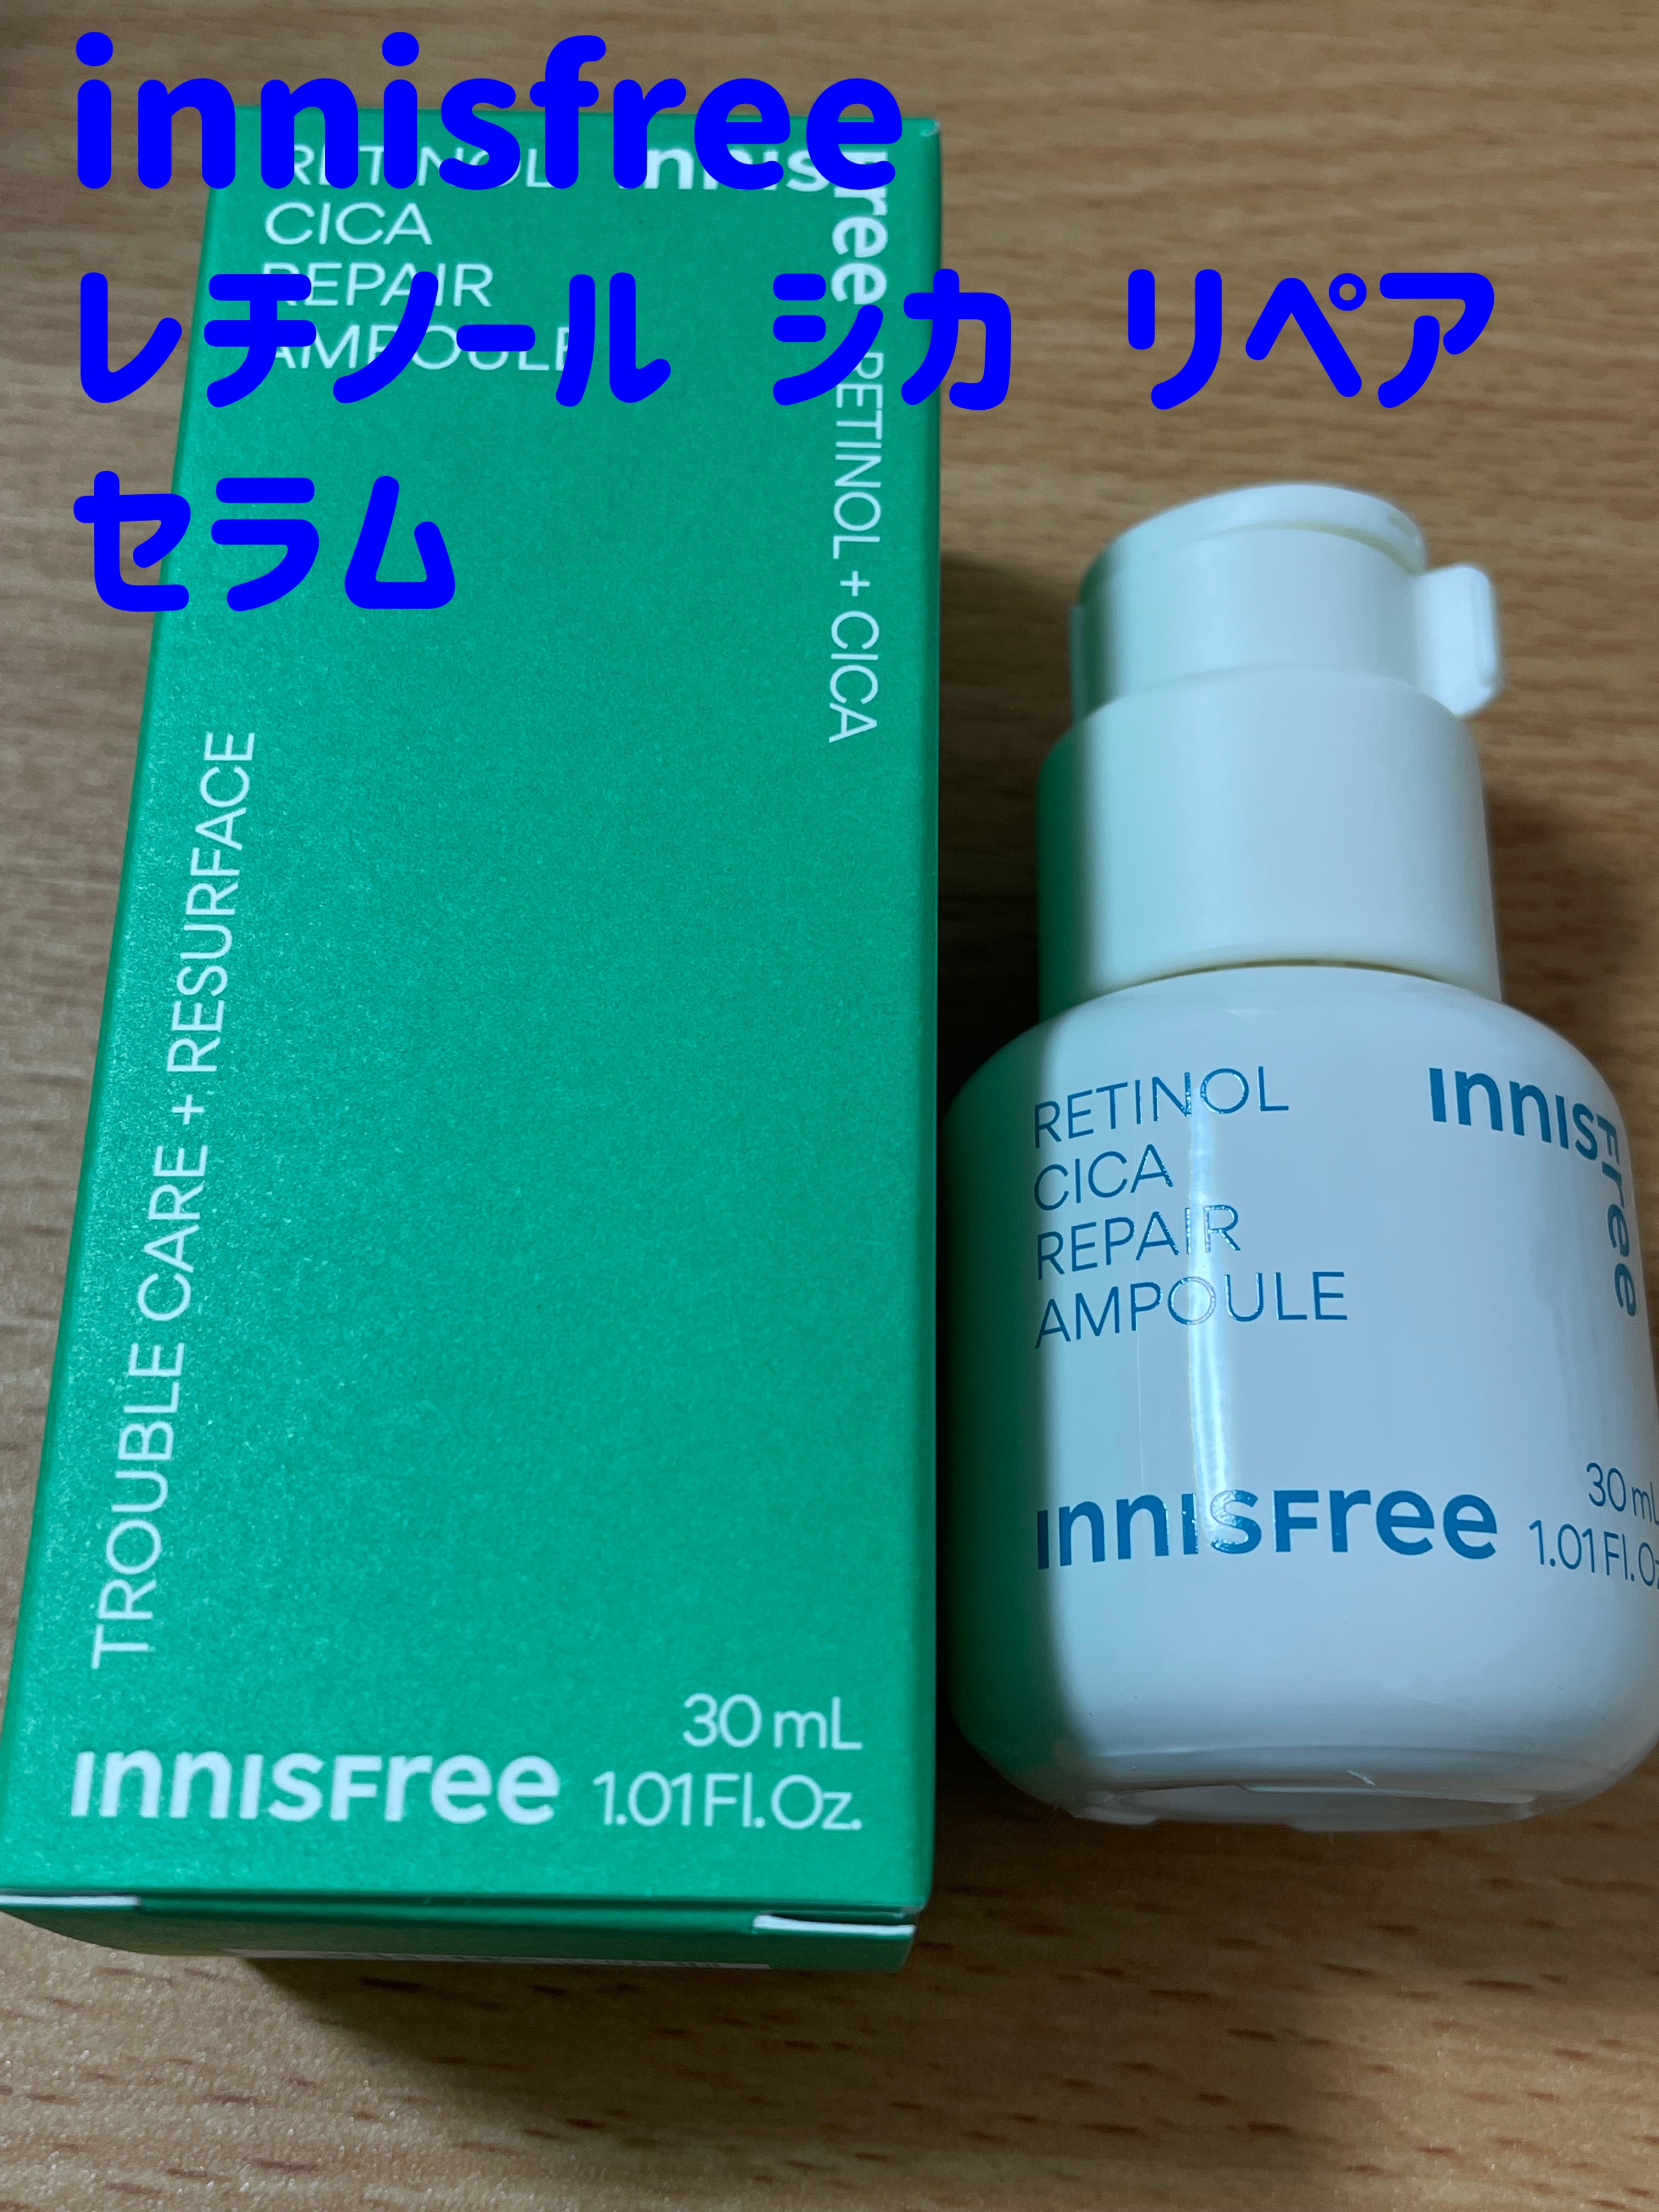 innisfree
レチノール シカ リペア
セラム
RETINOL
CICA
REPAIR
AMPOULE
innisfree RETINOL + CICA
TROUBLE CARE + RESURFACE
innisfree
30 mL
1.01 Fl. Oz.
RETINOL
CICA
REPAIR
AMPOULE
innisfree
innisfree
30 mL
1.01 Fl. Oz